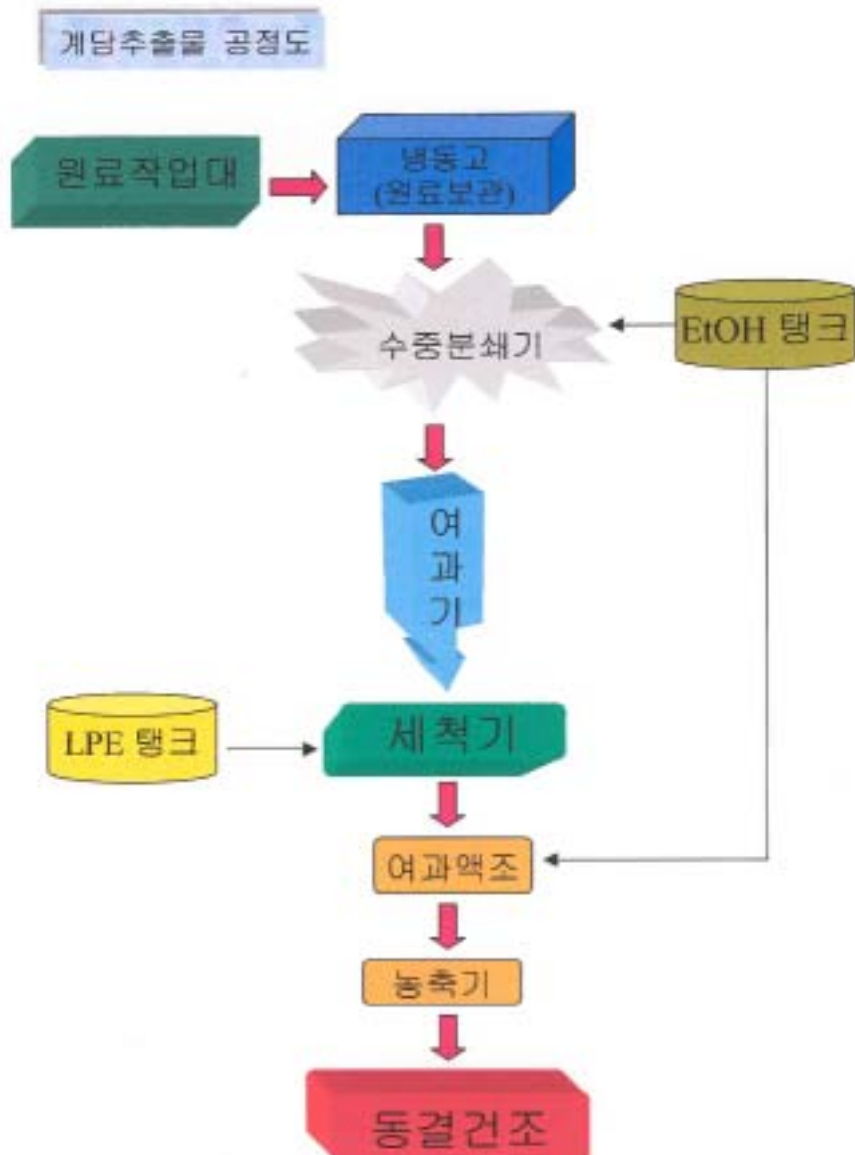 계담추출물 공정도
원료작업대
냉동고
(원료보관)
수중분쇄기
EtOH 탱크
여
과
기
LPE 탱크
세척기
여과액조
농축기
동결건조